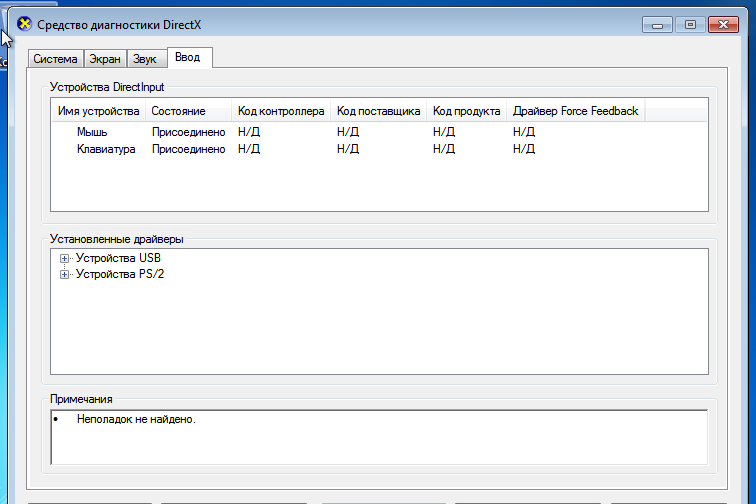 Средство диагностики DirectX
Система Экран Звук Ввод
Устройства DirectInput
Имя устройства Состояние Код контроллера Код поставщика Код продукта Драйвер Force Feedback
Мышь Присоединено Н/Д Н/Д Н/Д Н/Д
Клавиатура Присоединено Н/Д Н/Д Н/Д Н/Д
Установленные драйверы
Устройства USB
Устройства PS/2
Примечания
• Неполадок не найдено.